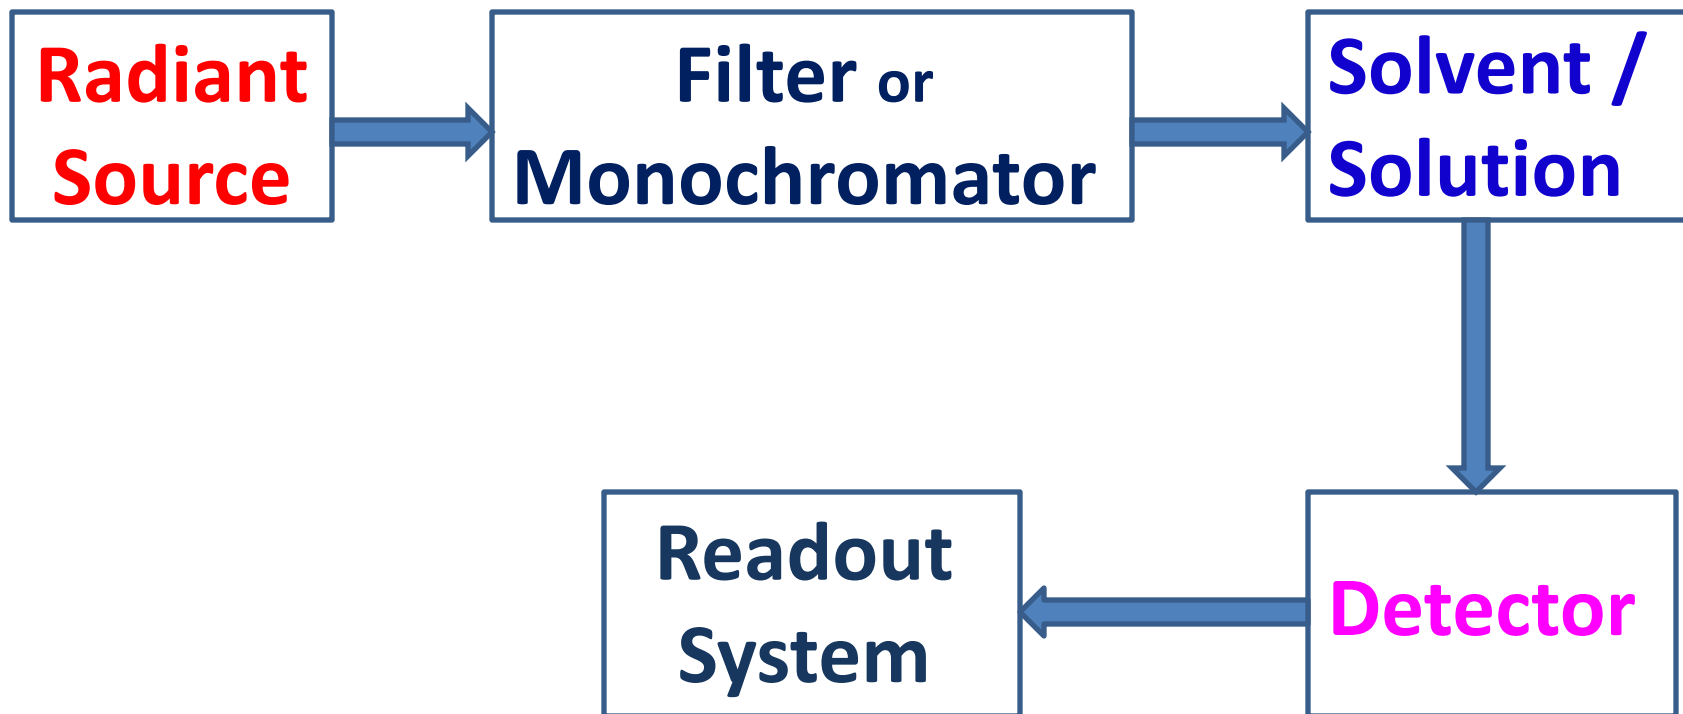 Radiant
Source
Filter or
Monochromator
Solvent /
Solution
Readout
System
Detector